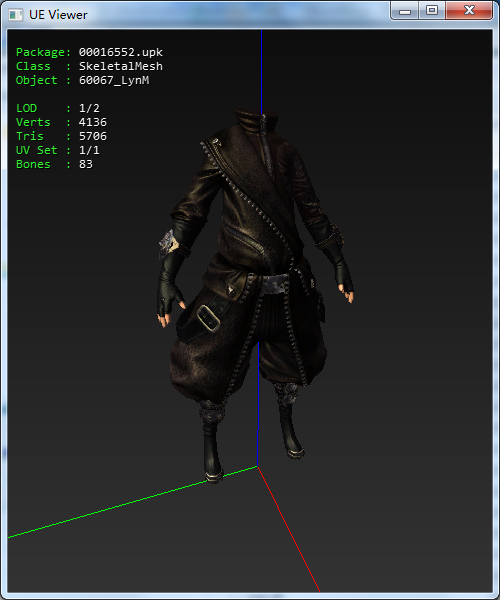 UE Viewer
Package: 00016552.upk
Class : SkeletalMesh
Object : 60067_LynM
LOD : 1/2
Verts : 4136
Tris : 5706
UV Set : 1/1
Bones : 83